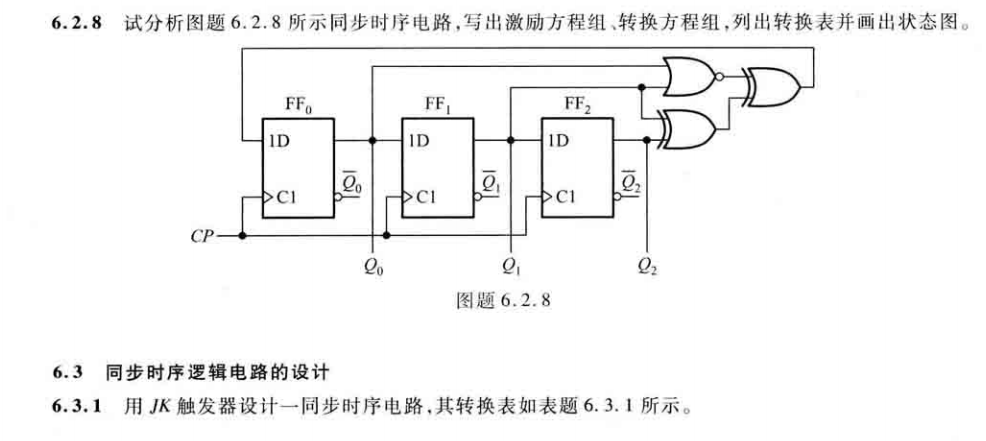 6.2.8 试分析图题 6.2.8 所示同步时序电路,写出激励方程组、转换方程组,列出转换表并画出状态图。
FF₀ FF₁ FF₂
1D 1D 1D
C1 Q̅₀ C1 Q̅₁ C1 Q̅₂
CP
Q₀ Q₁ Q₂
图题 6.2.8
6.3 同步时序逻辑电路的设计
6.3.1 用 JK 触发器设计一同步时序电路,其转换表如表题 6.3.1 所示。